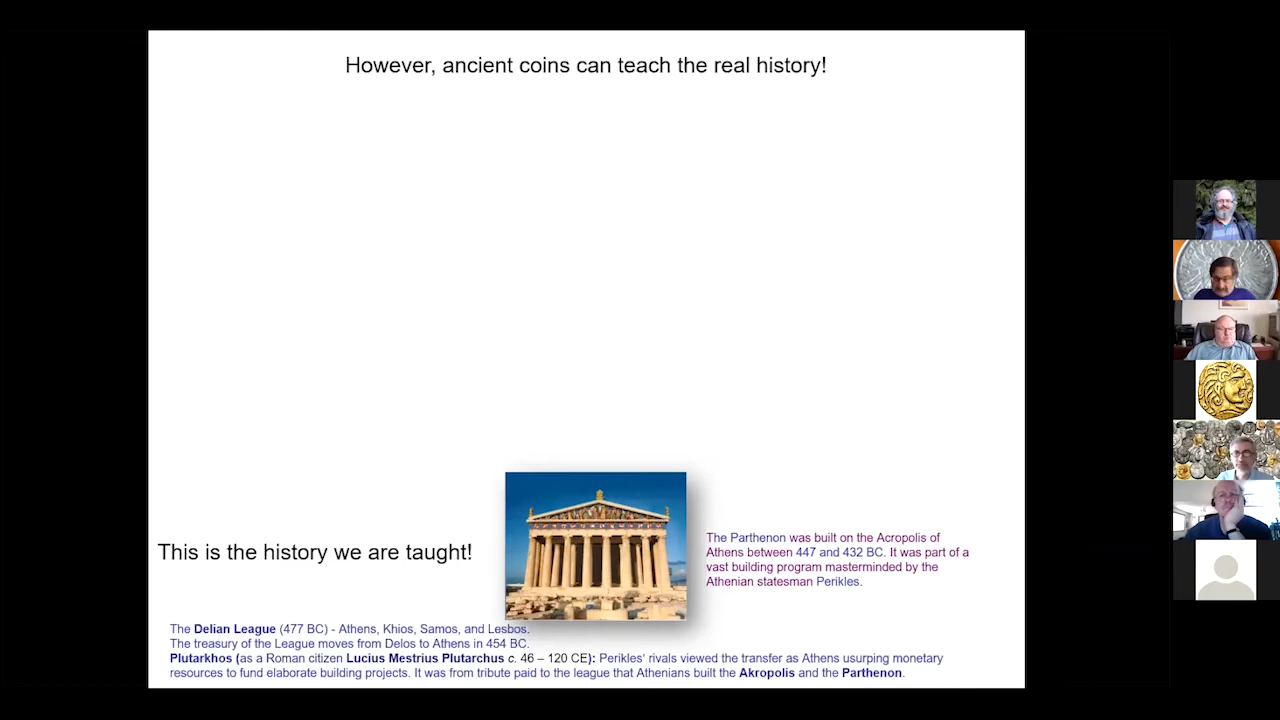 However, ancient coins can teach the real history!
This is the history we are taught!
The Parthenon was built on the Acropolis of
Athens between 447 and 432 BC. It was part of a
vast building program masterminded by the
Athenian statesman Perikles.
The Delian League (477 BC) - Athens, Khios, Samos, and Lesbos.
The treasury of the League moves from Delos to Athens in 454 BC.
Plutarkhos (as a Roman citizen Lucius Mestrius Plutarchus c. 46 – 120 CE): Perikles' rivals viewed the transfer as Athens usurping monetary
resources to fund elaborate building projects. It was from tribute paid to the league that Athenians built the Akropolis and the Parthenon.